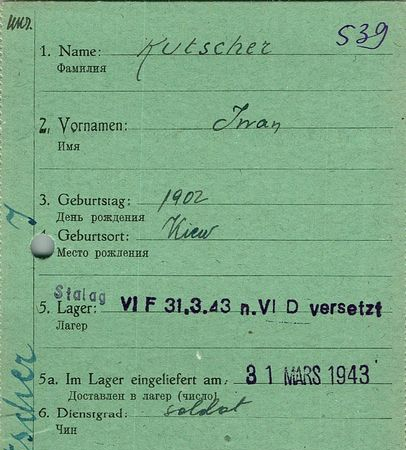 unr.
1. Name: Kutscher 539
Фамилия
2. Vornamen: Iwan
Имя
3. Geburtstag: 1902
День рождения
Geburtsort: Kiew
Место рождения
Stalag
5. Lager: VI F 31.3.43 n. VI D versetzt
Лагерь
5a. Im Lager eingeliefert am: 31 MARS 1943
Доставлен в лагерь (число)
6. Dienstgrad: soldat
Чин